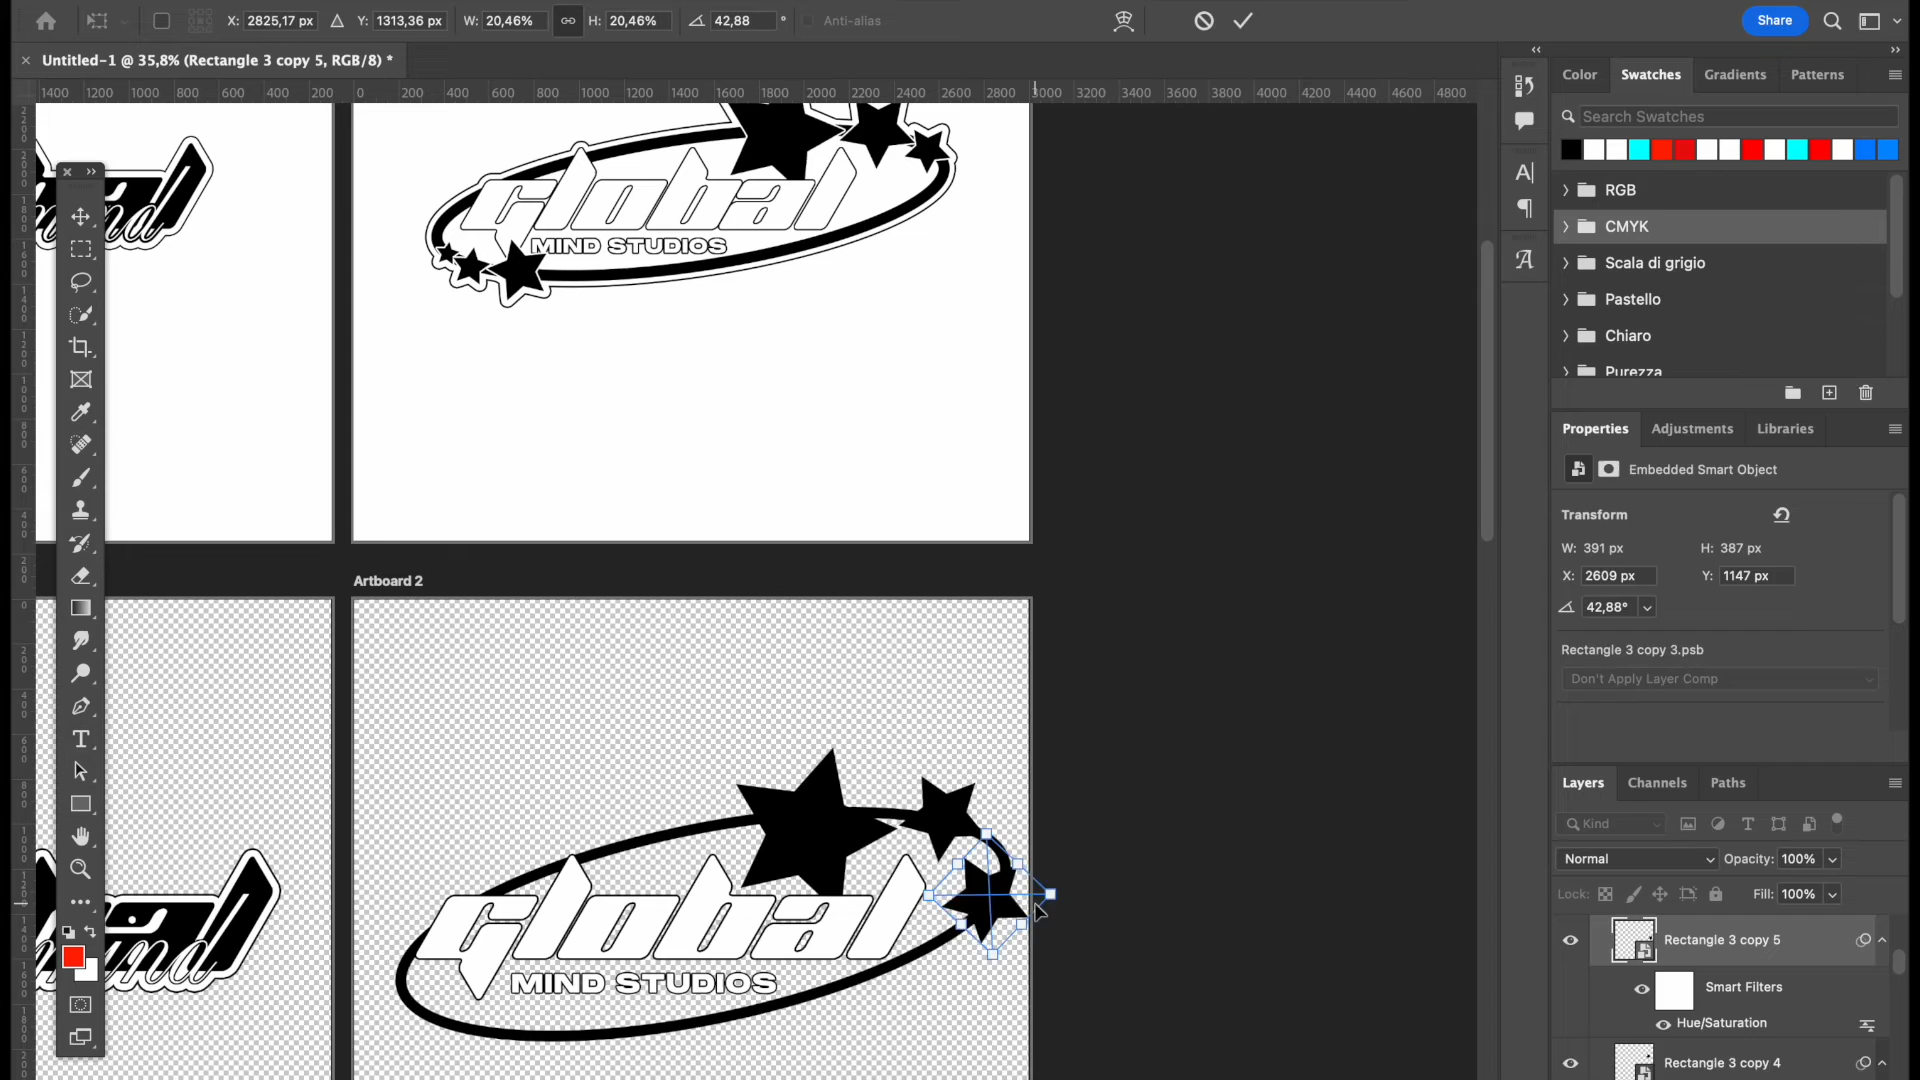 X: 2825,17 px Y: 1313,36 px W: 20,46% H: 20,46% 42,88 ° Anti-alias Share
Untitled-1 @ 35,8% (Rectangle 3 copy 5, RGB/8) *
1400 1200 1000 800 600 400 200 0 200 400 600 800 1000 1200 1400 1600 1800 2000 2200 2400 2600 2800 3000 3200 3400 3600 3800 4000 4200 4400 4600 4800
Color Swatches Gradients Patterns
Search Swatches
RGB
CMYK
Scala di grigio
Pastello
Chiaro
Purezza
global
MIND STUDIOS
Properties Adjustments Libraries
Embedded Smart Object
Transform
W: 391 px H: 387 px
X: 2609 px Y: 1147 px
42,88°
Rectangle 3 copy 3.psb
Don't Apply Layer Comp
Artboard 2
global
MIND STUDIOS
Layers Channels Paths
Kind
Normal Opacity: 100%
Lock: Fill: 100%
Rectangle 3 copy 5
Smart Filters
Hue/Saturation
Rectangle 3 copy 4